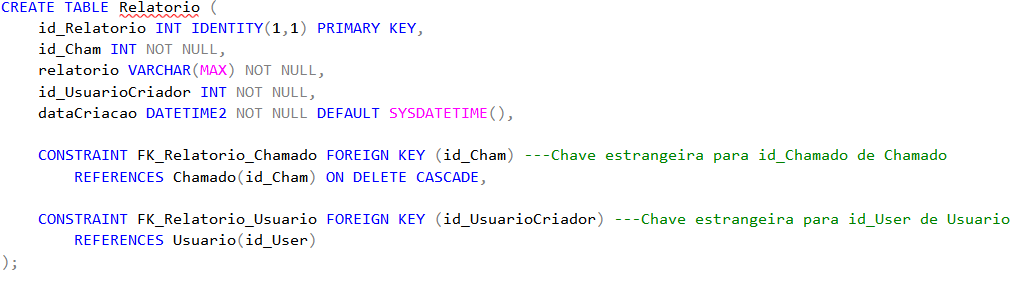 CREATE TABLE Relatorio (
    id_Relatorio INT IDENTITY(1,1) PRIMARY KEY,
    id_Cham INT NOT NULL,
    relatorio VARCHAR(MAX) NOT NULL,
    id_UsuarioCriador INT NOT NULL,
    dataCriacao DATETIME2 NOT NULL DEFAULT SYSDATETIME(),

    CONSTRAINT FK_Relatorio_Chamado FOREIGN KEY (id_Cham) ---Chave estrangeira para id_Chamado de Chamado
        REFERENCES Chamado(id_Cham) ON DELETE CASCADE,

    CONSTRAINT FK_Relatorio_Usuario FOREIGN KEY (id_UsuarioCriador) ---Chave estrangeira para id_User de Usuario
        REFERENCES Usuario(id_User)
);